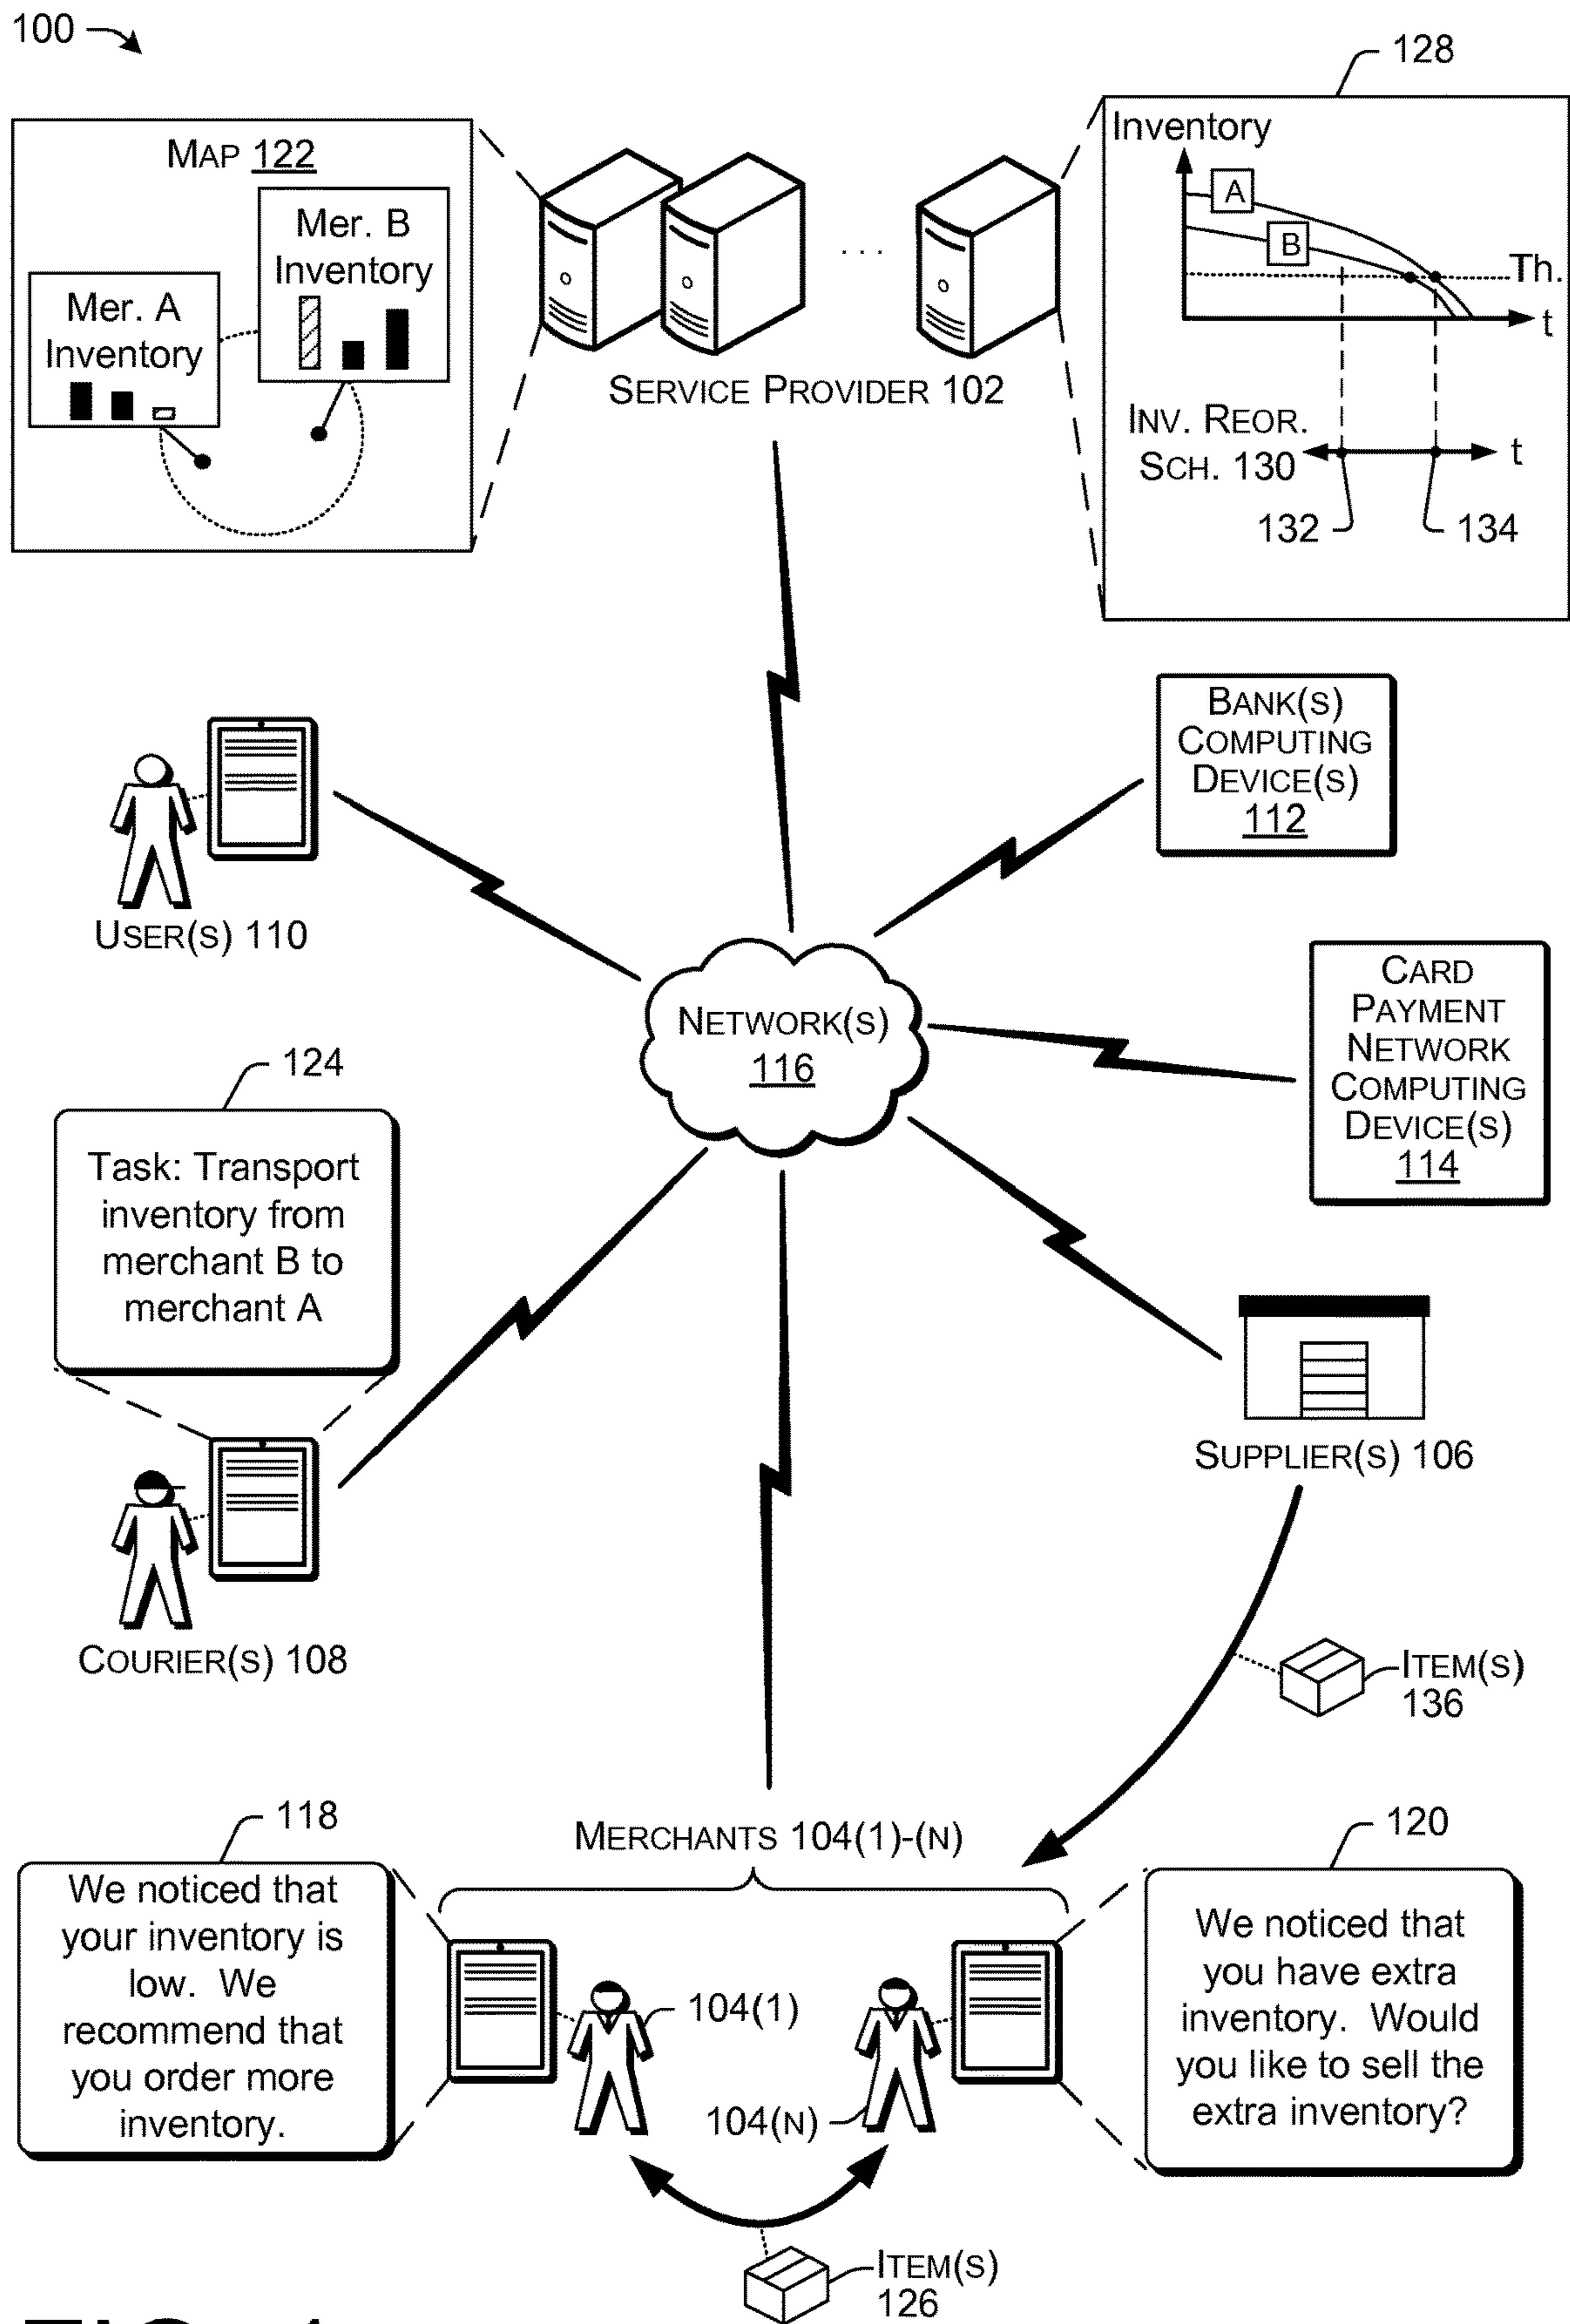 100
128
MAP 122
Mer. B
Inventory
Mer. A
Inventory
. . .
SERVICE PROVIDER 102
Inventory
A
B
Th.
t
INV. REOR.
SCH. 130
t
132
134
BANK(S)
COMPUTING
DEVICE(S)
112
USER(S) 110
NETWORK(S)
116
CARD
PAYMENT
NETWORK
COMPUTING
DEVICE(S)
114
124
Task: Transport
inventory from
merchant B to
merchant A
SUPPLIER(S) 106
COURIER(S) 108
ITEM(S)
136
118
MERCHANTS 104(1)-(N)
120
We noticed that
your inventory is
low. We
recommend that
you order more
inventory.
104(1)
104(N)
We noticed that
you have extra
inventory. Would
you like to sell the
extra inventory?
ITEM(S)
126